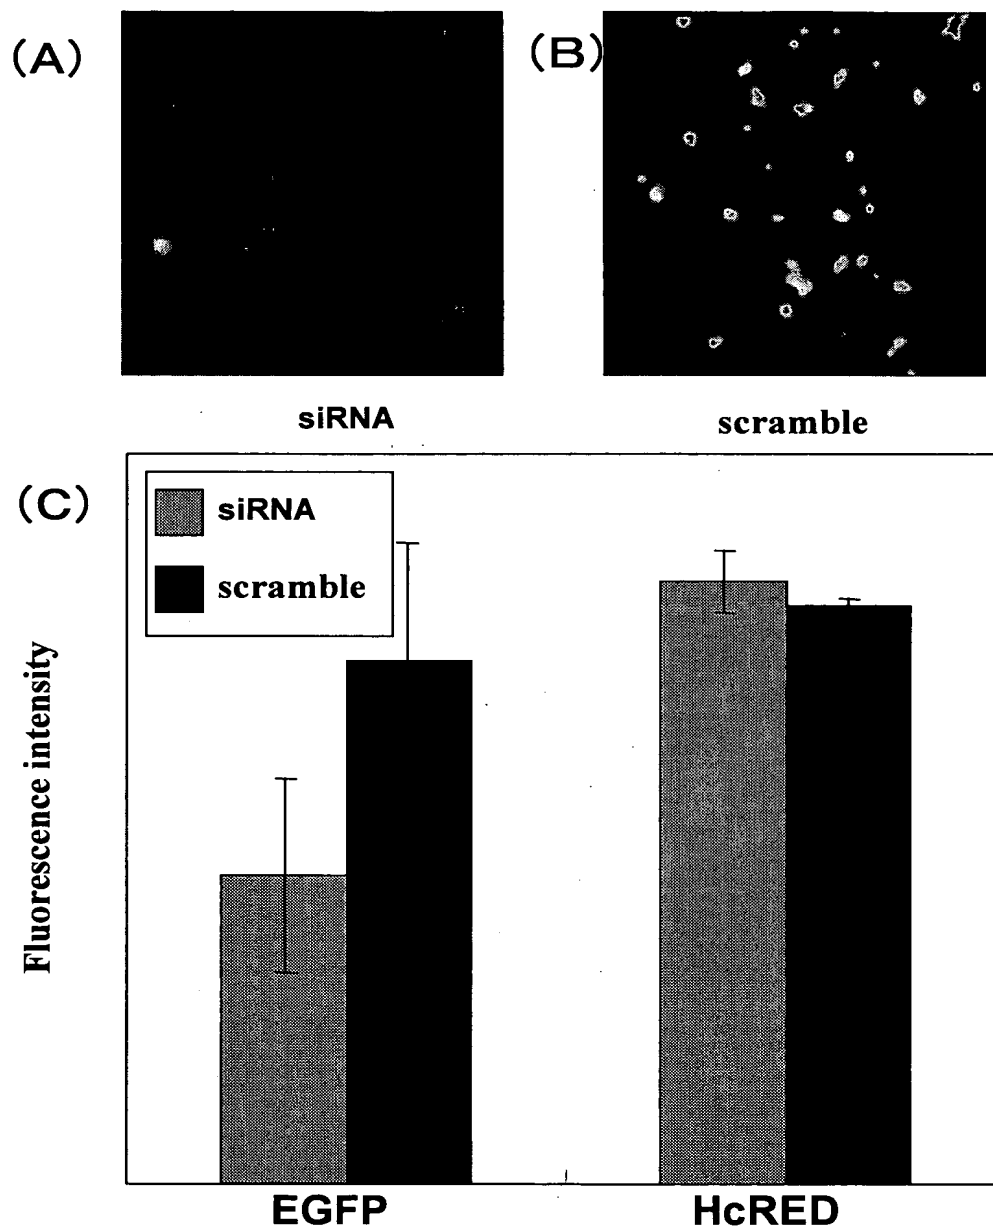 (A)
(B)
siRNA
scramble
(C)
siRNA
scramble
Fluorescence intensity
EGFP
HcRED